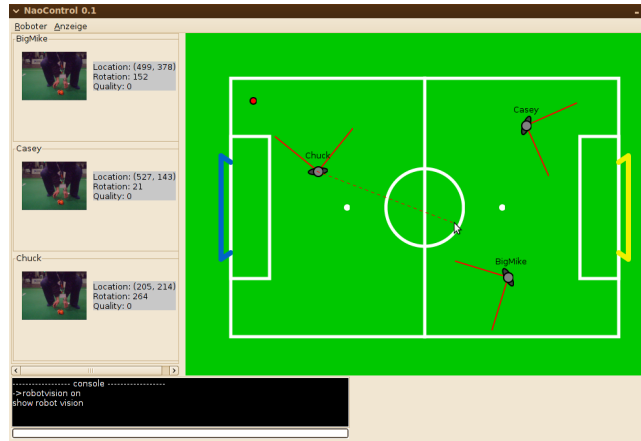 NaoControl 0.1
Roboter Anzeige
BigMike
Location: (499, 378)
Rotation: 152
Quality: 0
Casey
Location: (527, 143)
Rotation: 21
Quality: 0
Chuck
Location: (205, 214)
Rotation: 264
Quality: 0
Casey
Chuck
BigMike
------------------ console ------------------
->robotvision on
show robot vision